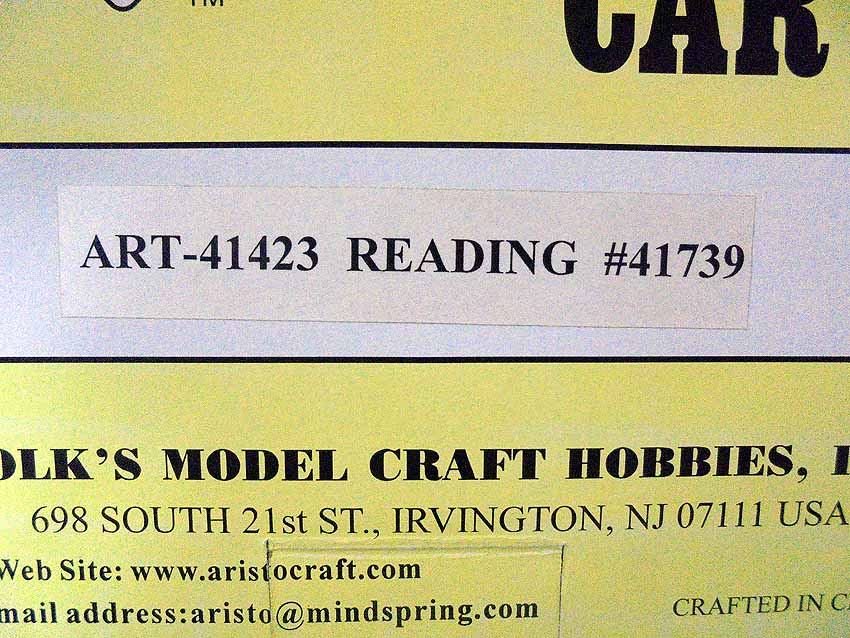 TM
CAR
ART-41423 READING #41739
OLK'S MODEL CRAFT HOBBIES, I
698 SOUTH 21st ST., IRVINGTON, NJ 07111 USA
Web Site: www.aristocraft.com
mail address:aristo@mindspring.com
CRAFTED IN C